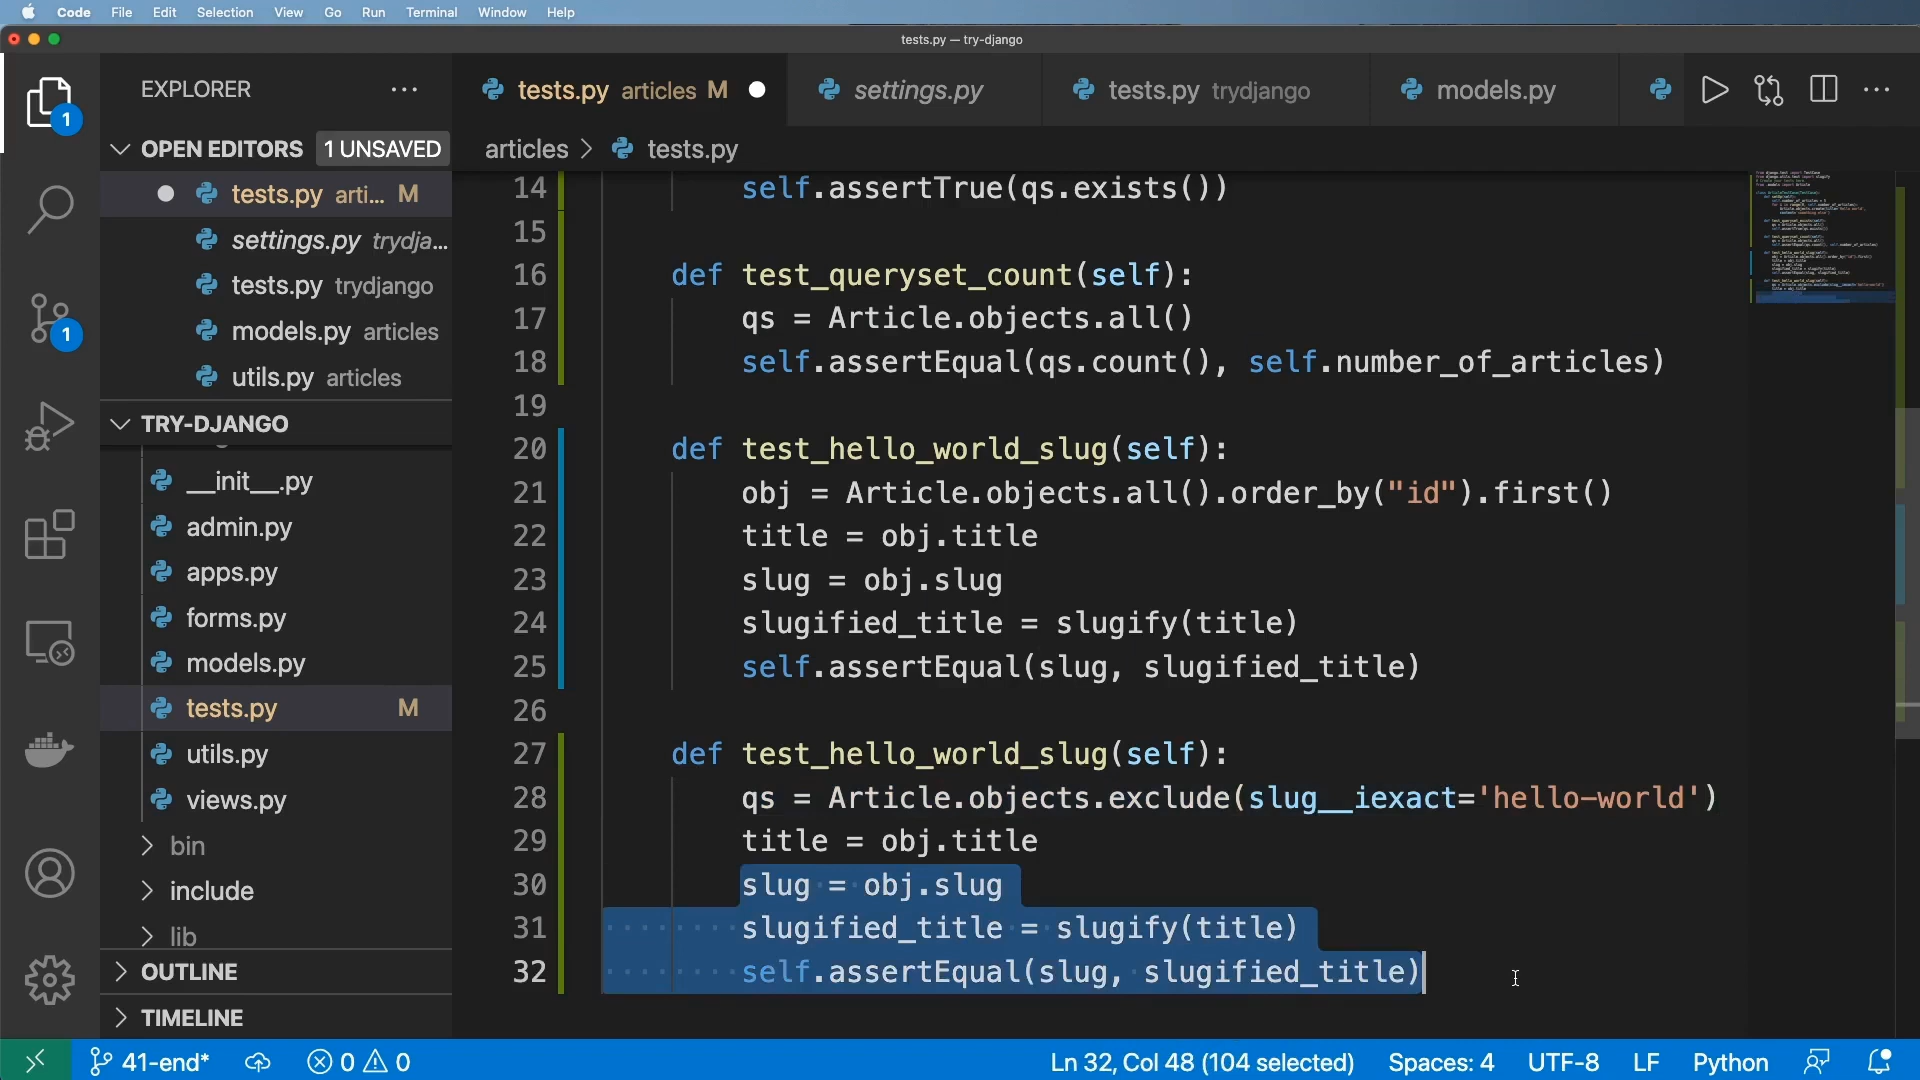 Code File Edit Selection View Go Run Terminal Window Help
tests.py — try-django
EXPLORER
OPEN EDITORS 1 UNSAVED
tests.py arti... M
settings.py trydja...
tests.py trydjango
models.py articles
utils.py articles
TRY-DJANGO
__init__.py
admin.py
apps.py
forms.py
models.py
tests.py M
utils.py
views.py
bin
include
lib
OUTLINE
TIMELINE
1
1
tests.py articles M
settings.py
tests.py trydjango
models.py
articles > tests.py
14 self.assertTrue(qs.exists())
15
16 def test_queryset_count(self):
17 qs = Article.objects.all()
18 self.assertEqual(qs.count(), self.number_of_articles)
19
20 def test_hello_world_slug(self):
21 obj = Article.objects.all().order_by("id").first()
22 title = obj.title
23 slug = obj.slug
24 slugified_title = slugify(title)
25 self.assertEqual(slug, slugified_title)
26
27 def test_hello_world_slug(self):
28 qs = Article.objects.exclude(slug__iexact='hello-world')
29 title = obj.title
30 slug = obj.slug
31 slugified_title = slugify(title)
32 self.assertEqual(slug, slugified_title)
41-end* 0 0 Ln 32, Col 48 (104 selected) Spaces: 4 UTF-8 LF Python